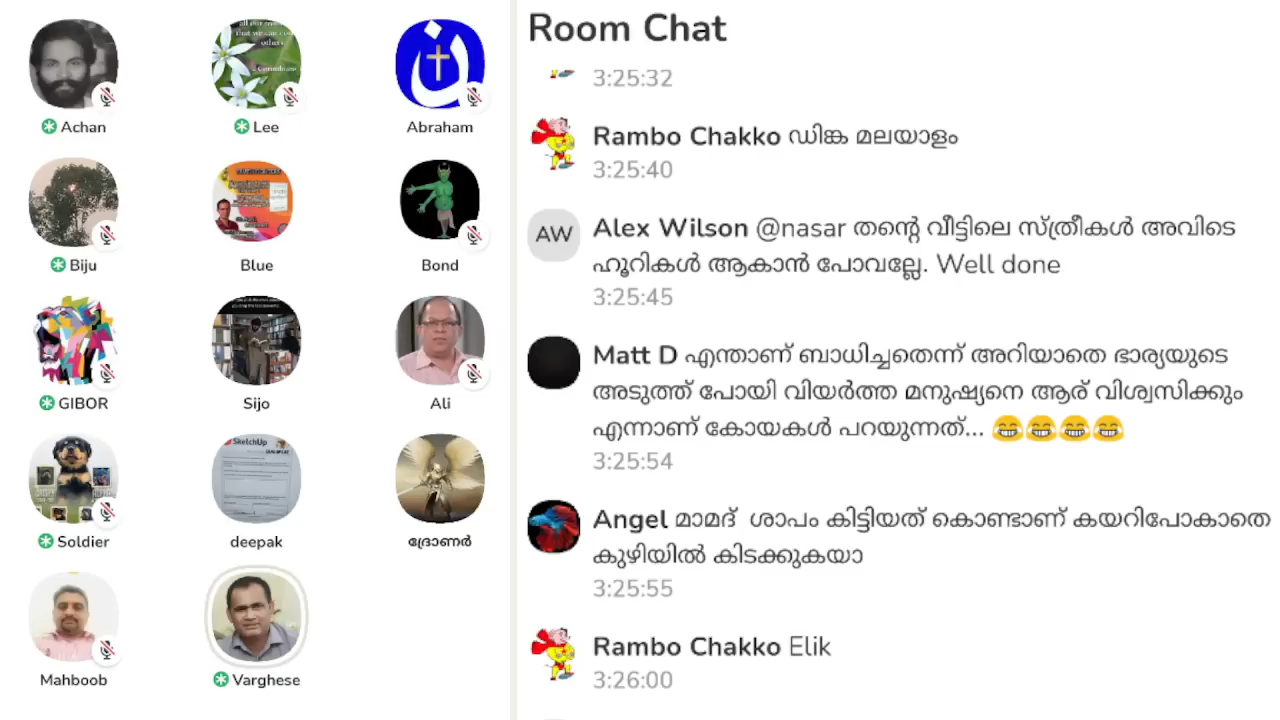 Achan
Lee
Abraham
Biju
Blue
Bond
GIBOR
Sijo
Ali
SketchUp
Soldier
deepak
ദ്രോണർ
Mahboob
Varghese
Room Chat
3:25:32
Rambo Chakko ഡിങ്ക മലയാളം
3:25:40
AW
Alex Wilson @nasar തന്റെ വീട്ടിലെ സ്ത്രീകൾ അവിടെ
ഹൂറികൾ ആകാൻ പോവല്ലേ. Well done
3:25:45
Matt D എന്താണ് ബാധിച്ചതെന്ന് അറിയാതെ ഭാര്യയുടെ
അടുത്ത് പോയി വിയർത്ത മനുഷ്യനെ ആര് വിശ്വസിക്കും
എന്നാണ് കോയകൾ പറയുന്നത്... 😂😂😂😂
3:25:54
Angel മാമദ് ശാപം കിട്ടിയത് കൊണ്ടാണ് കയറിപോകാതെ
കുഴിയിൽ കിടക്കുകയാ
3:25:55
Rambo Chakko Elik
3:26:00